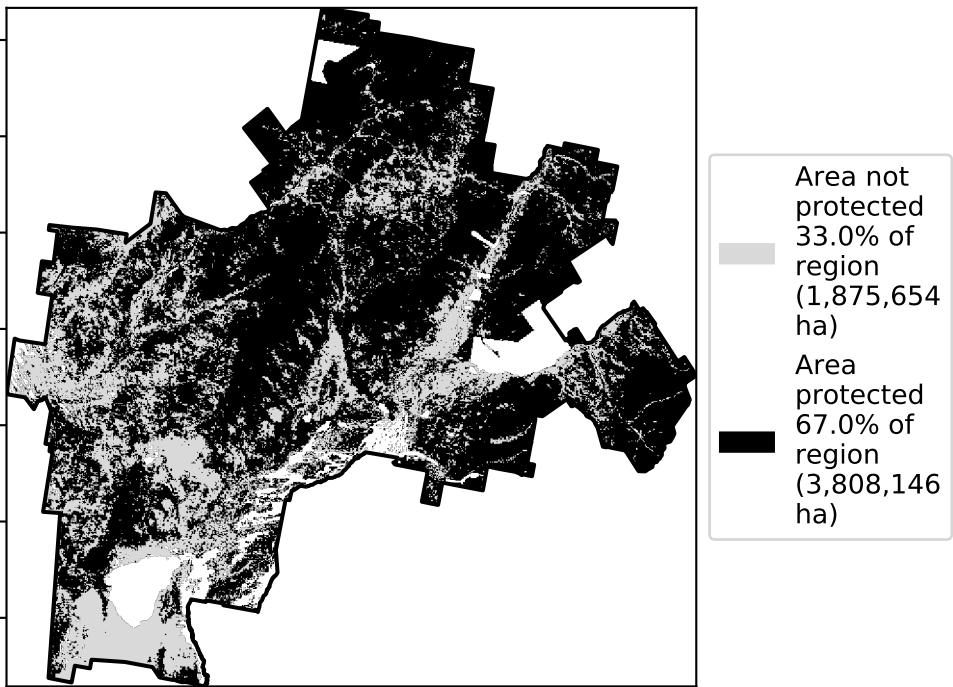 Area not
protected
33.0% of
region
(1,875,654
ha)
Area
protected
67.0% of
region
(3,808,146
ha)